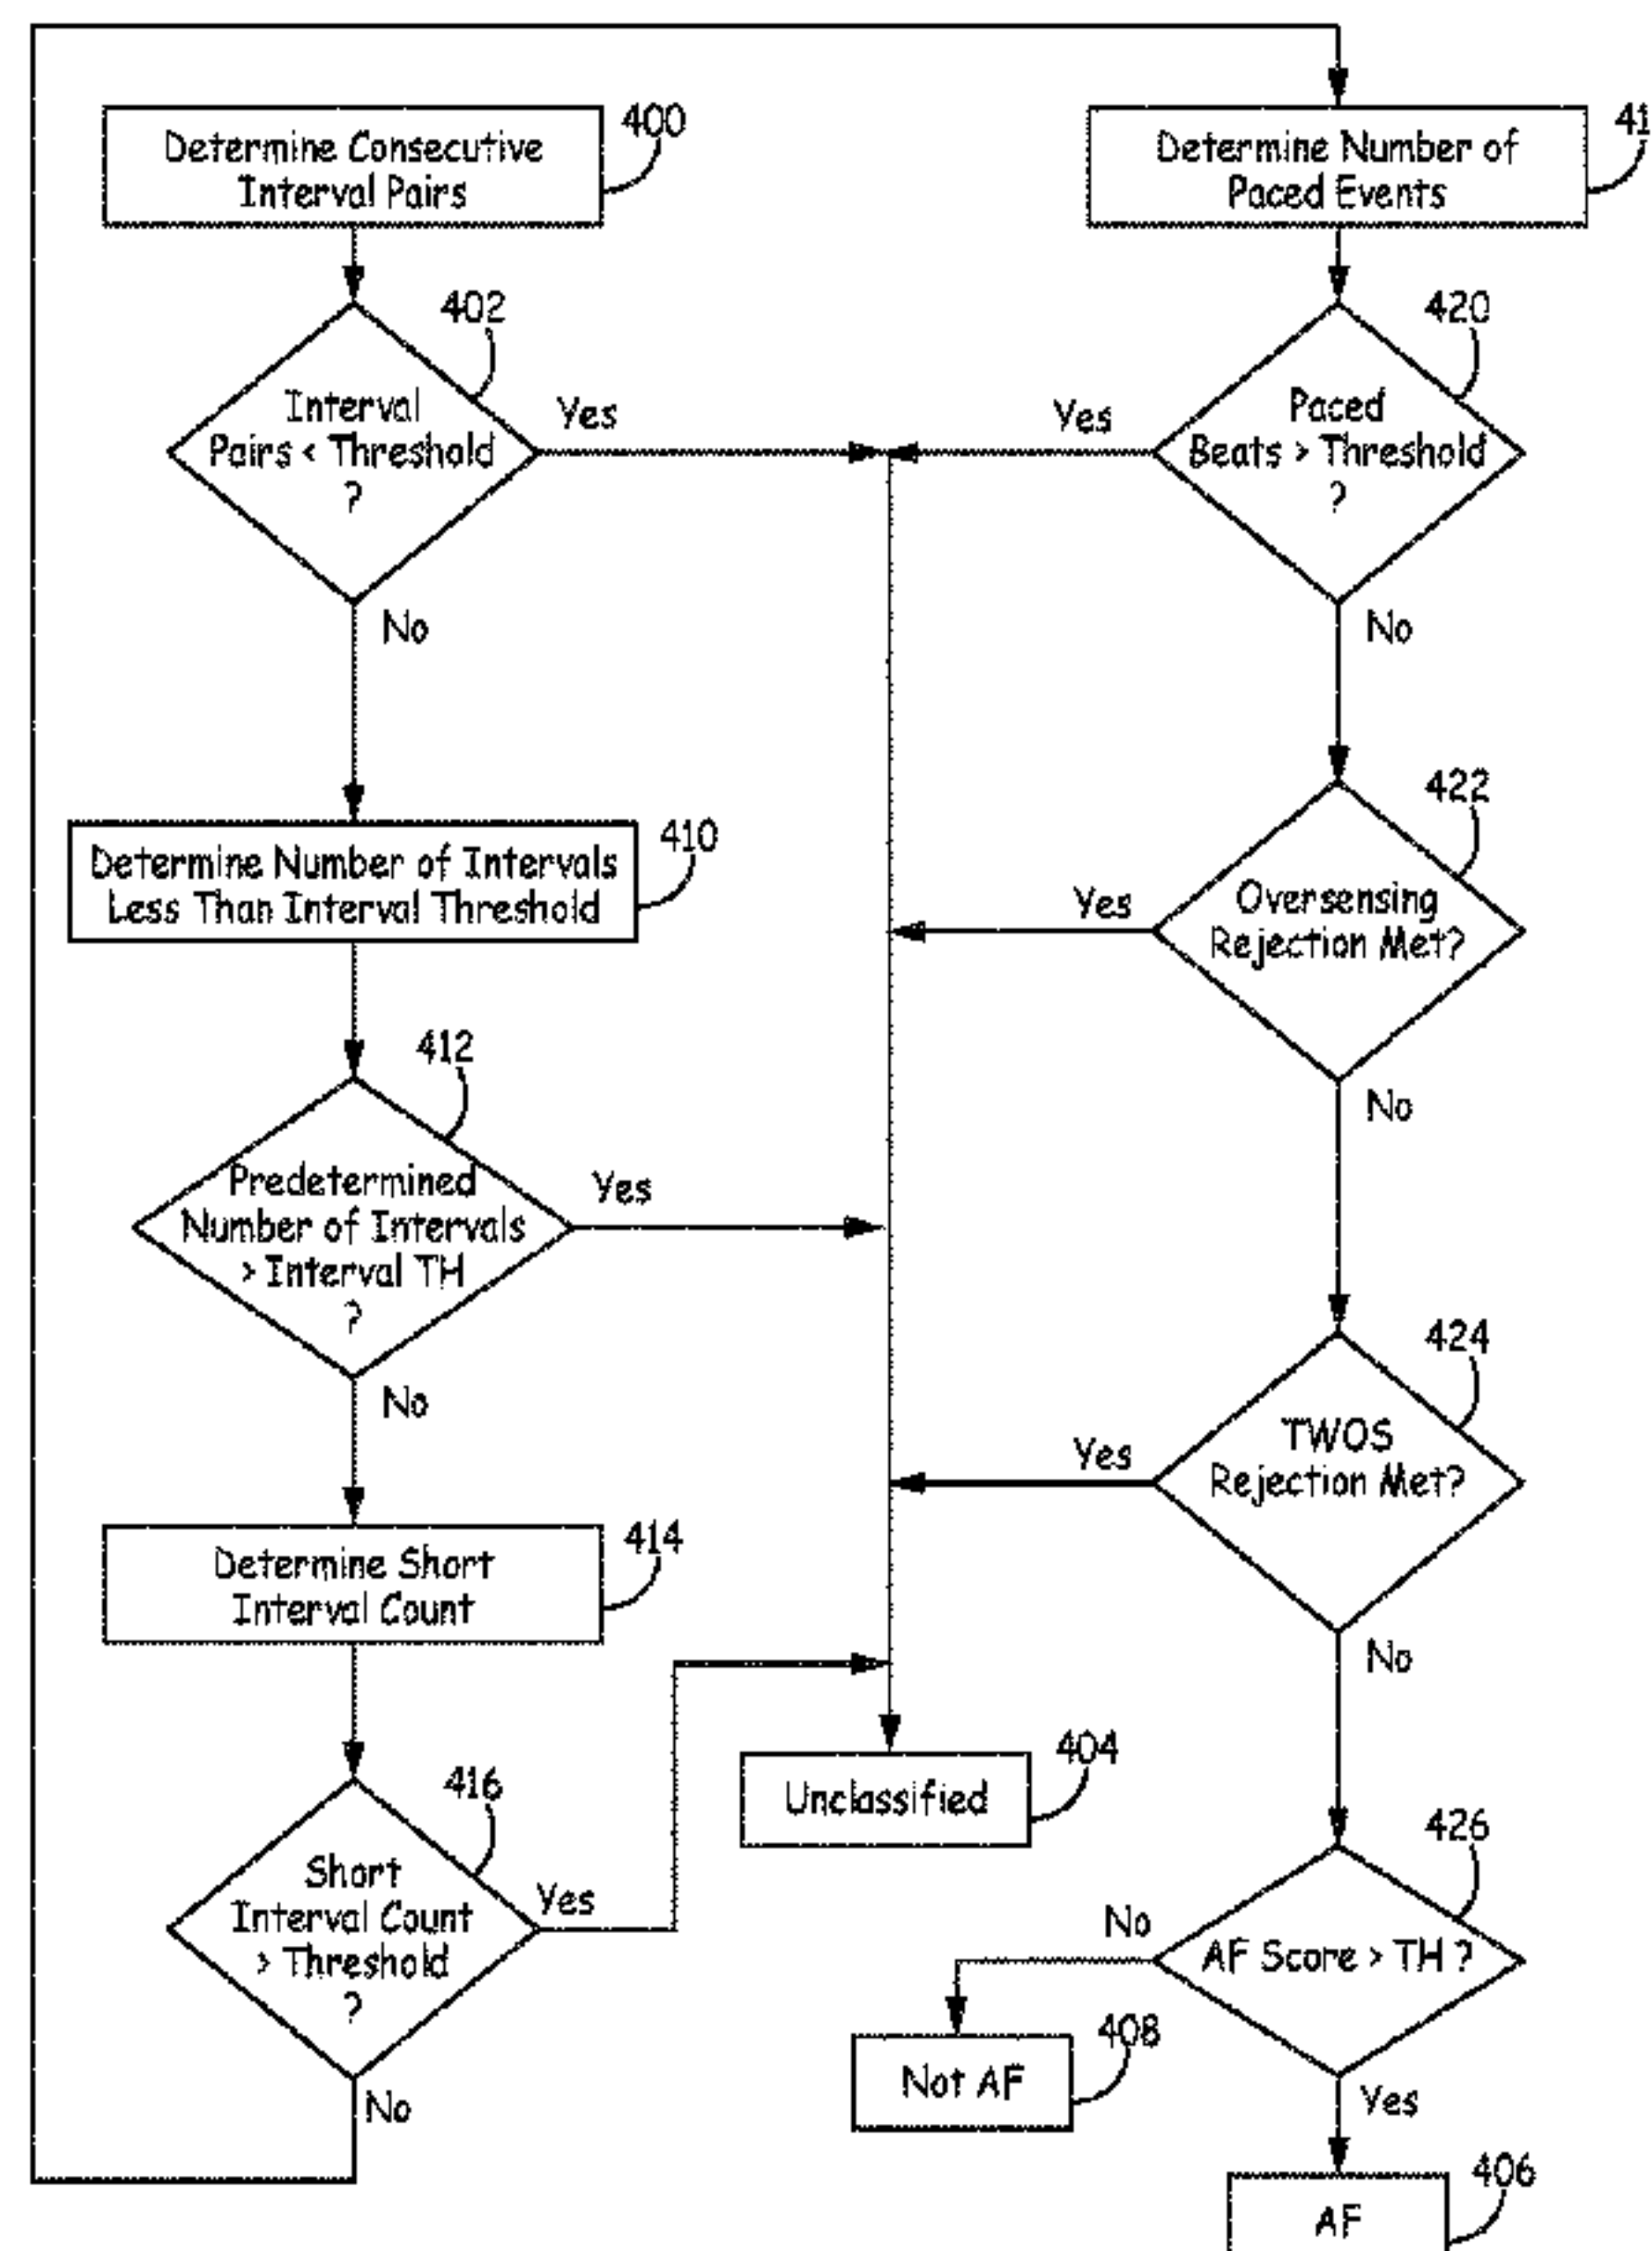 Determine Consecutive
Interval Pairs
400
402
Interval
Pairs < Threshold
?
Yes
No
Determine Number of Intervals
Less Than Interval Threshold
410
412
Predetermined
Number of Intervals
> Interval TH
?
Yes
No
Determine Short
Interval Count
414
416
Short
Interval Count
> Threshold
?
Yes
No
Unclassified
404
Determine Number of
Paced Events
41
420
Paced
Beats > Threshold
?
Yes
No
422
Oversensing
Rejection Met?
Yes
No
424
TWOS
Rejection Met?
Yes
No
426
AF Score > TH ?
No
Yes
Not AF
408
AF
406